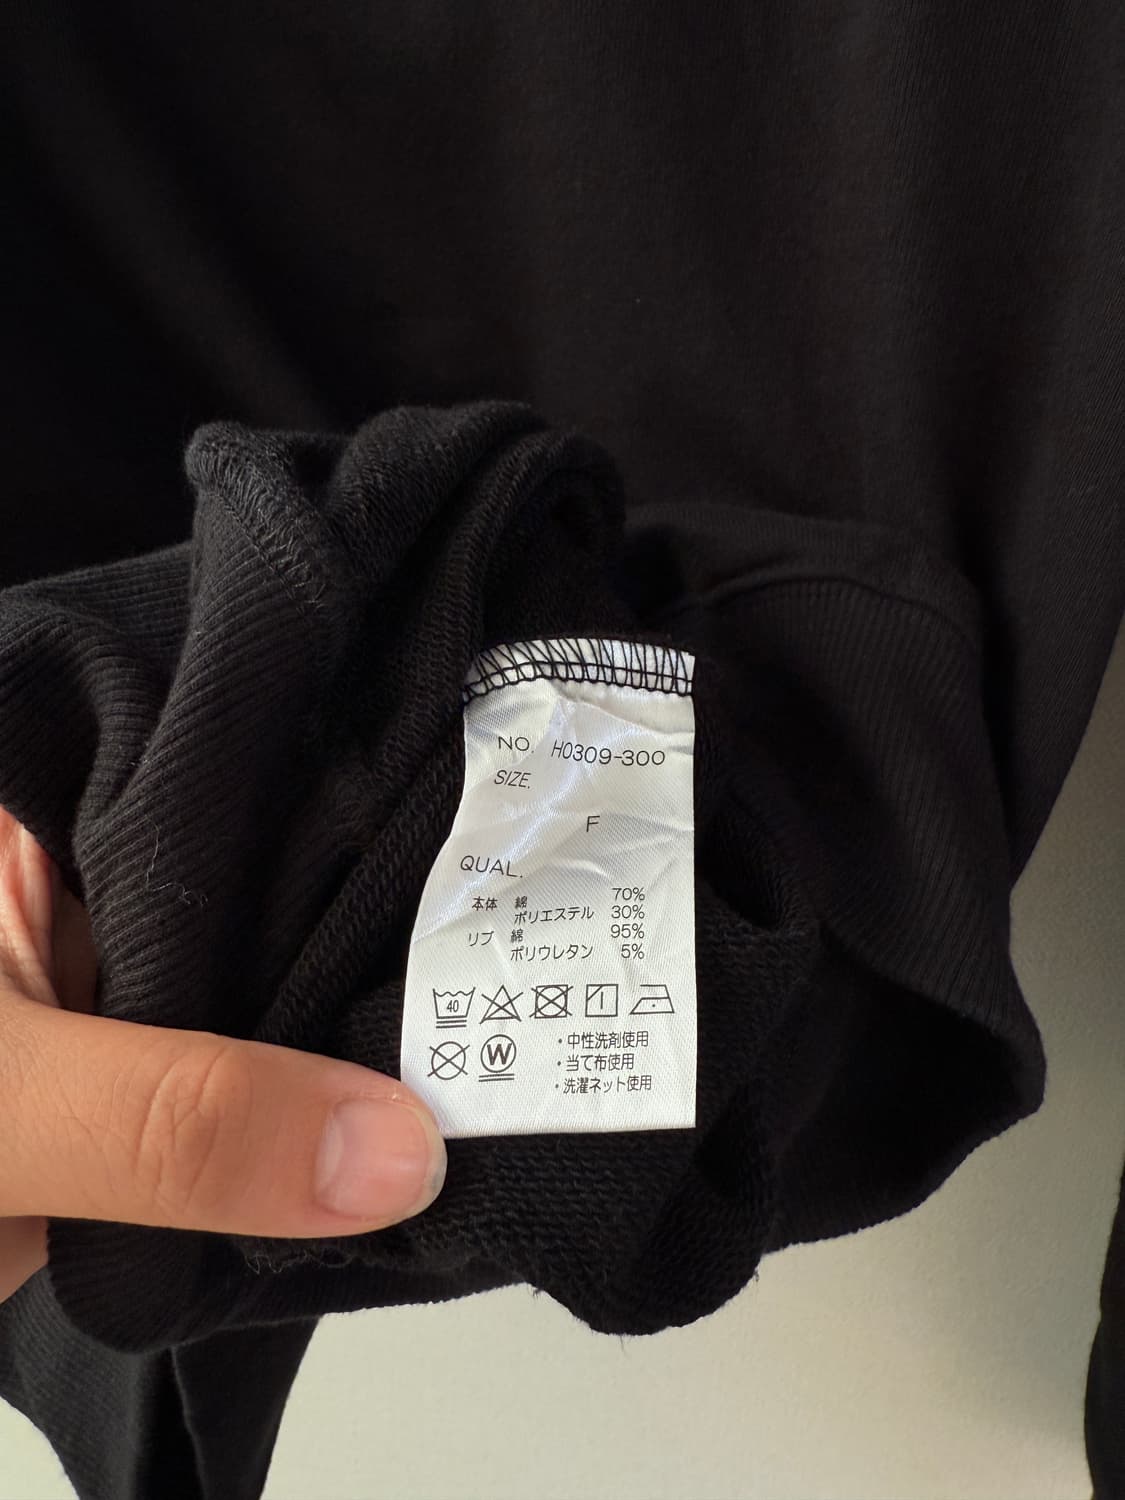 NO. H0309-300
SIZE.
F
QUAL.
本体 綿 70%
ポリエステル 30%
リブ 綿 95%
ポリウレタン 5%
40
W
・中性洗剤使用
・当て布使用
・洗濯ネット使用